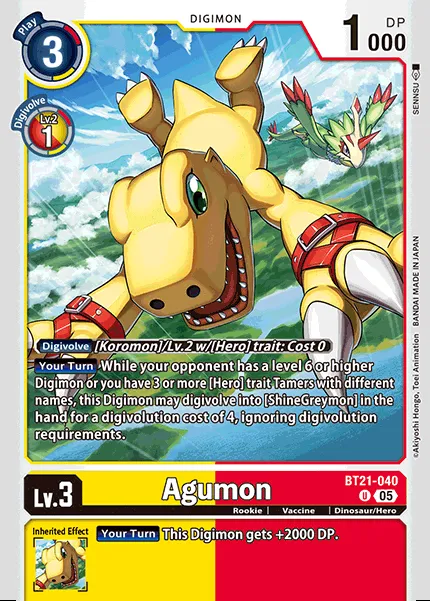 Play
3
DIGIMON
1000
DP
Digivolve
Lv.2
1
SENNSU
Digivolve [Koromon]/Lv.2 w/[Hero] trait: Cost 0
Your Turn While your opponent has a level 6 or higher
Digimon or you have 3 or more [Hero] trait Tamers with different
names, this Digimon may digivolve into [ShineGreymon] in the
hand for a digivolution cost of 4, ignoring digivolution
requirements.
©Akiyoshi Hongo, Toei Animation BANDAI MADE IN JAPAN
Lv.3
Agumon
BT21-040
U 05
Rookie | Vaccine | Dinosaur/Hero
Inherited Effect
Your Turn This Digimon gets +2000 DP.